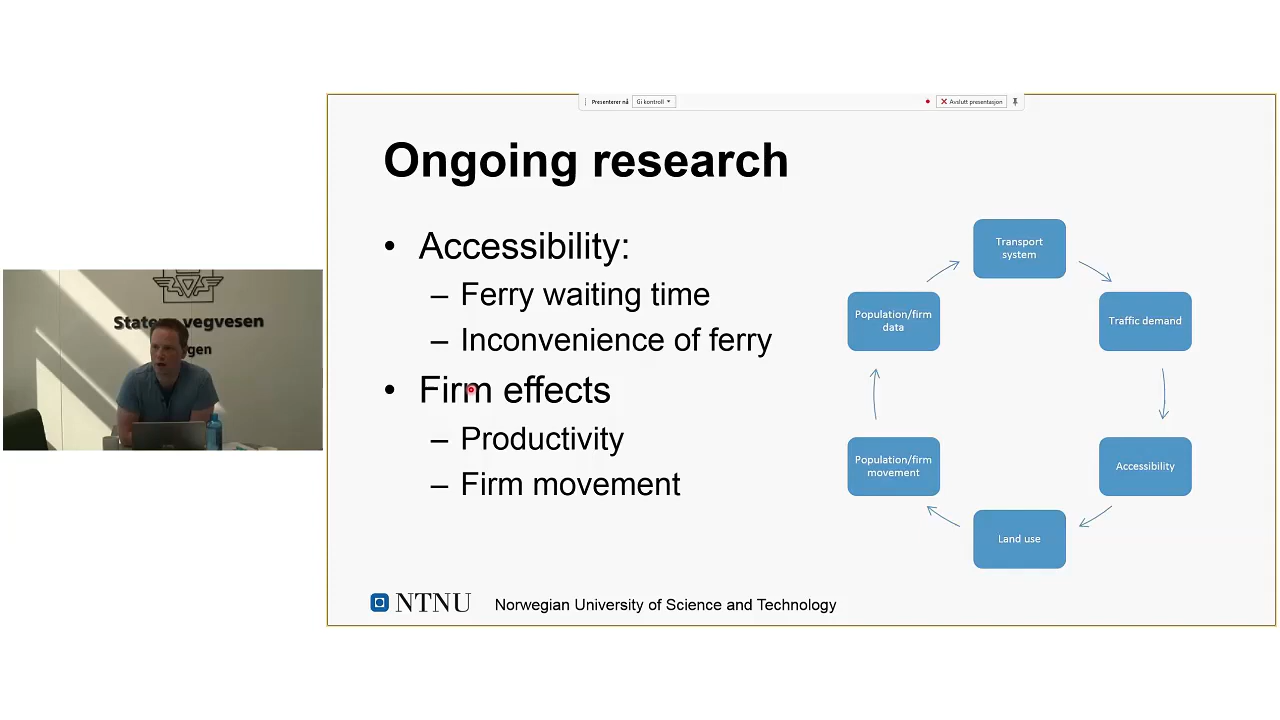 Presenterer nå
Gi kontroll
Avslutt presentasjon
Ongoing research
• Accessibility:
– Ferry waiting time
– Inconvenience of ferry
• Firm effects
– Productivity
– Firm movement
Transport
system
Traffic demand
Accessibility
Land use
Population/firm
movement
Population/firm
data
NTNU
Norwegian University of Science and Technology
vegvesen